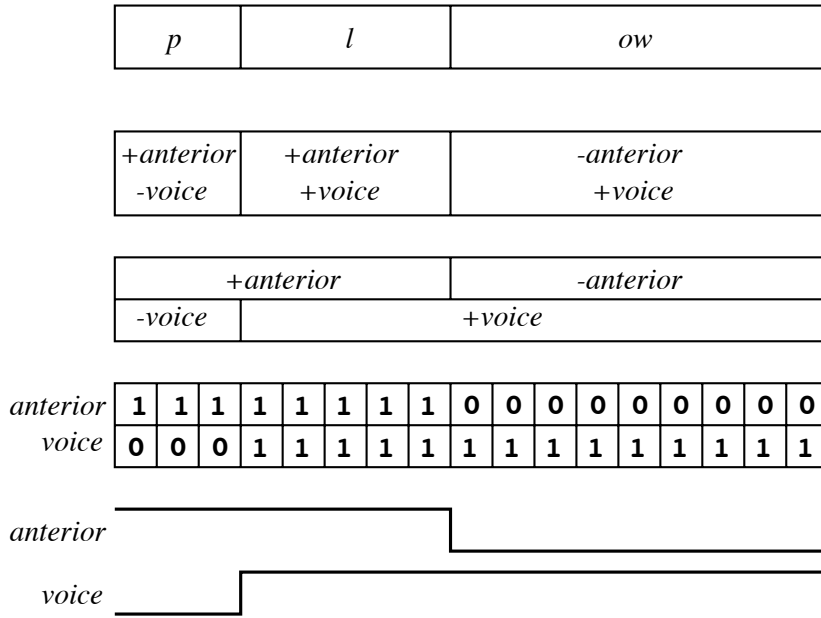 p l ow
+anterior +anterior -anterior
-voice +voice +voice
+anterior -anterior
-voice +voice
anterior 1 1 1 1 1 1 1 1 0 0 0 0 0 0 0 0 0
voice 0 0 0 1 1 1 1 1 1 1 1 1 1 1 1 1 1
anterior
voice